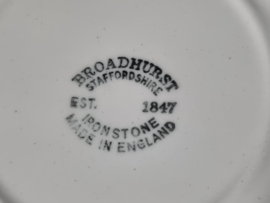 BROADHURST
STAFFORDSHIRE
EST. 1847
IRONSTONE
MADE IN ENGLAND